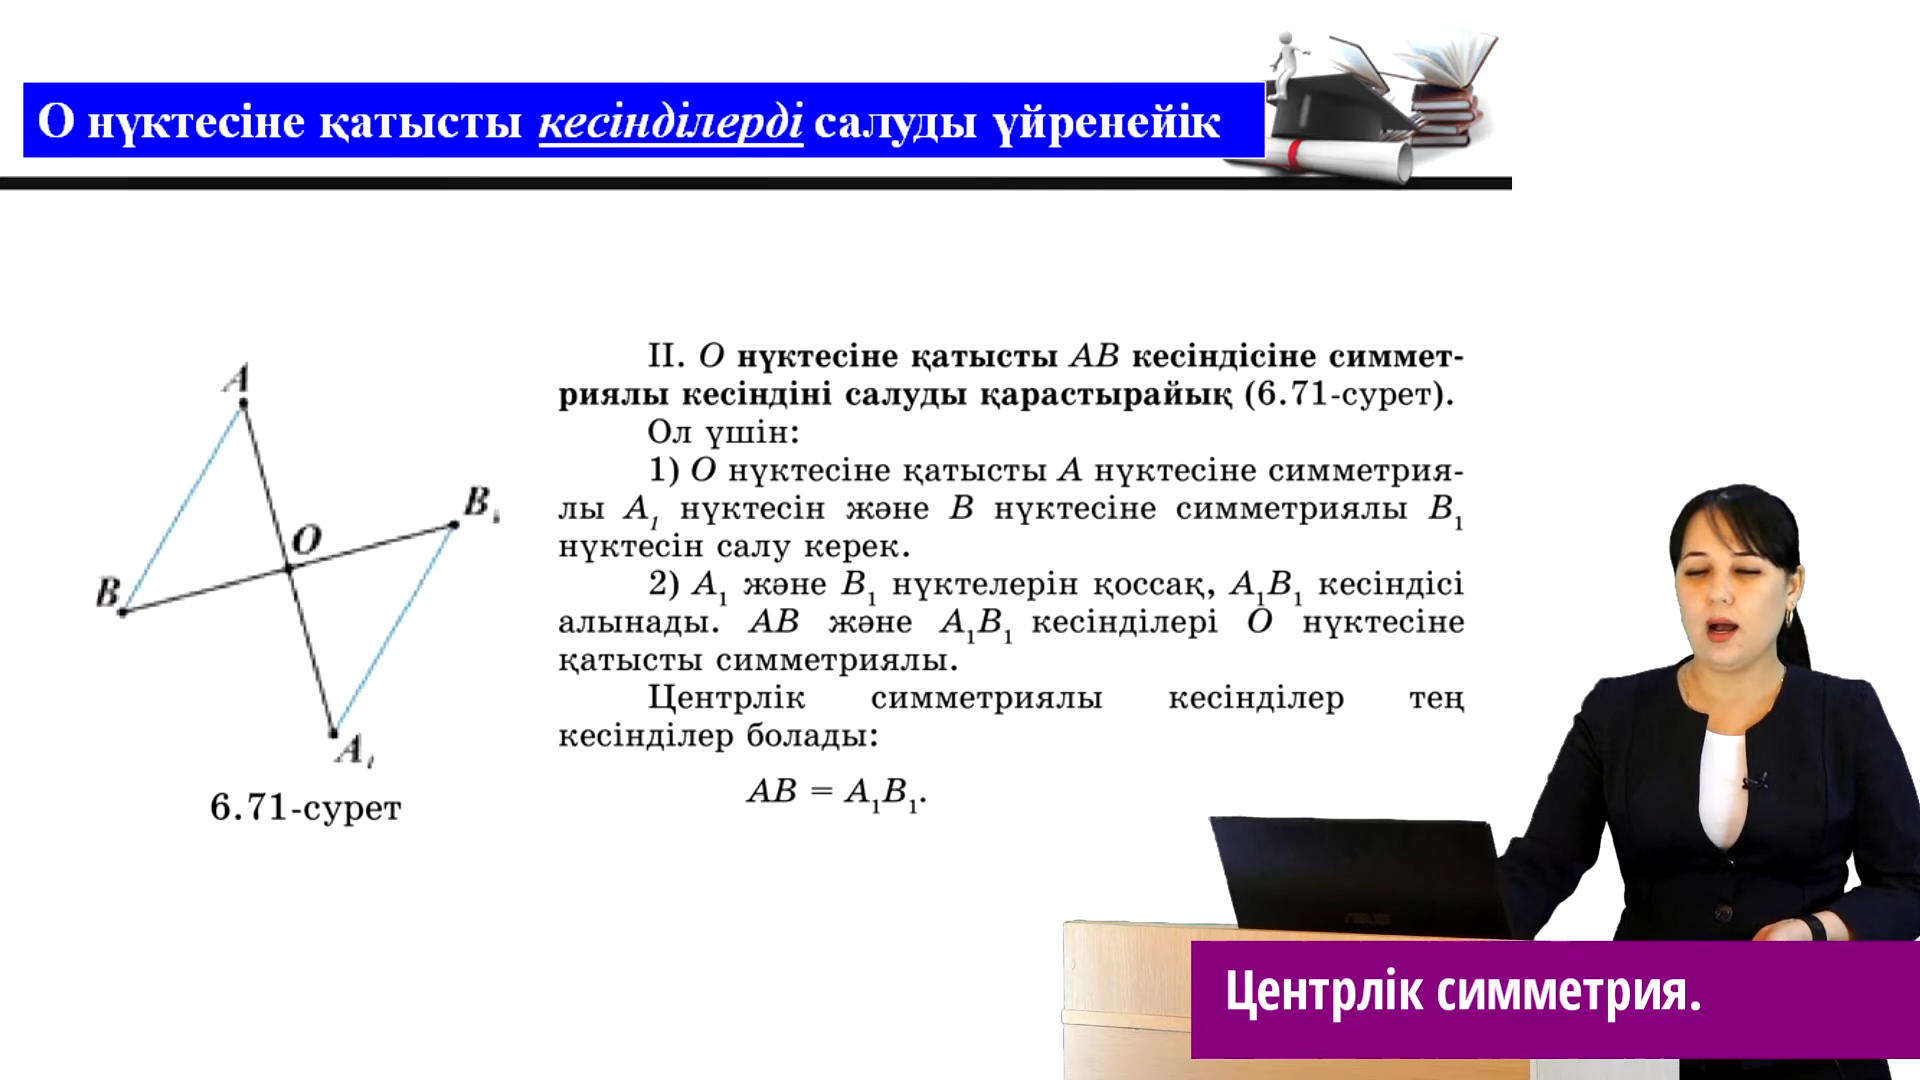 О нүктесіне қатысты кесінділерді салуды үйренейік
A
B₁
O
B
A₁
6.71-сурет
II. O нүктесіне қатысты AB кесіндісіне симмет-
риялы кесіндіні салуды қарастырайық (6.71-сурет).
Ол үшін:
1) O нүктесіне қатысты A нүктесіне симметрия-
лы A₁ нүктесін және B нүктесіне симметриялы B₁
нүктесін салу керек.
2) A₁ және B₁ нүктелерін қоссақ, A₁B₁ кесіндісі
алынады. AB және A₁B₁ кесінділері O нүктесіне
қатысты симметриялы.
Центрлік симметриялы кесінділер тең
кесінділер болады:
AB = A₁B₁.
ASUS
Центрлік симметрия.